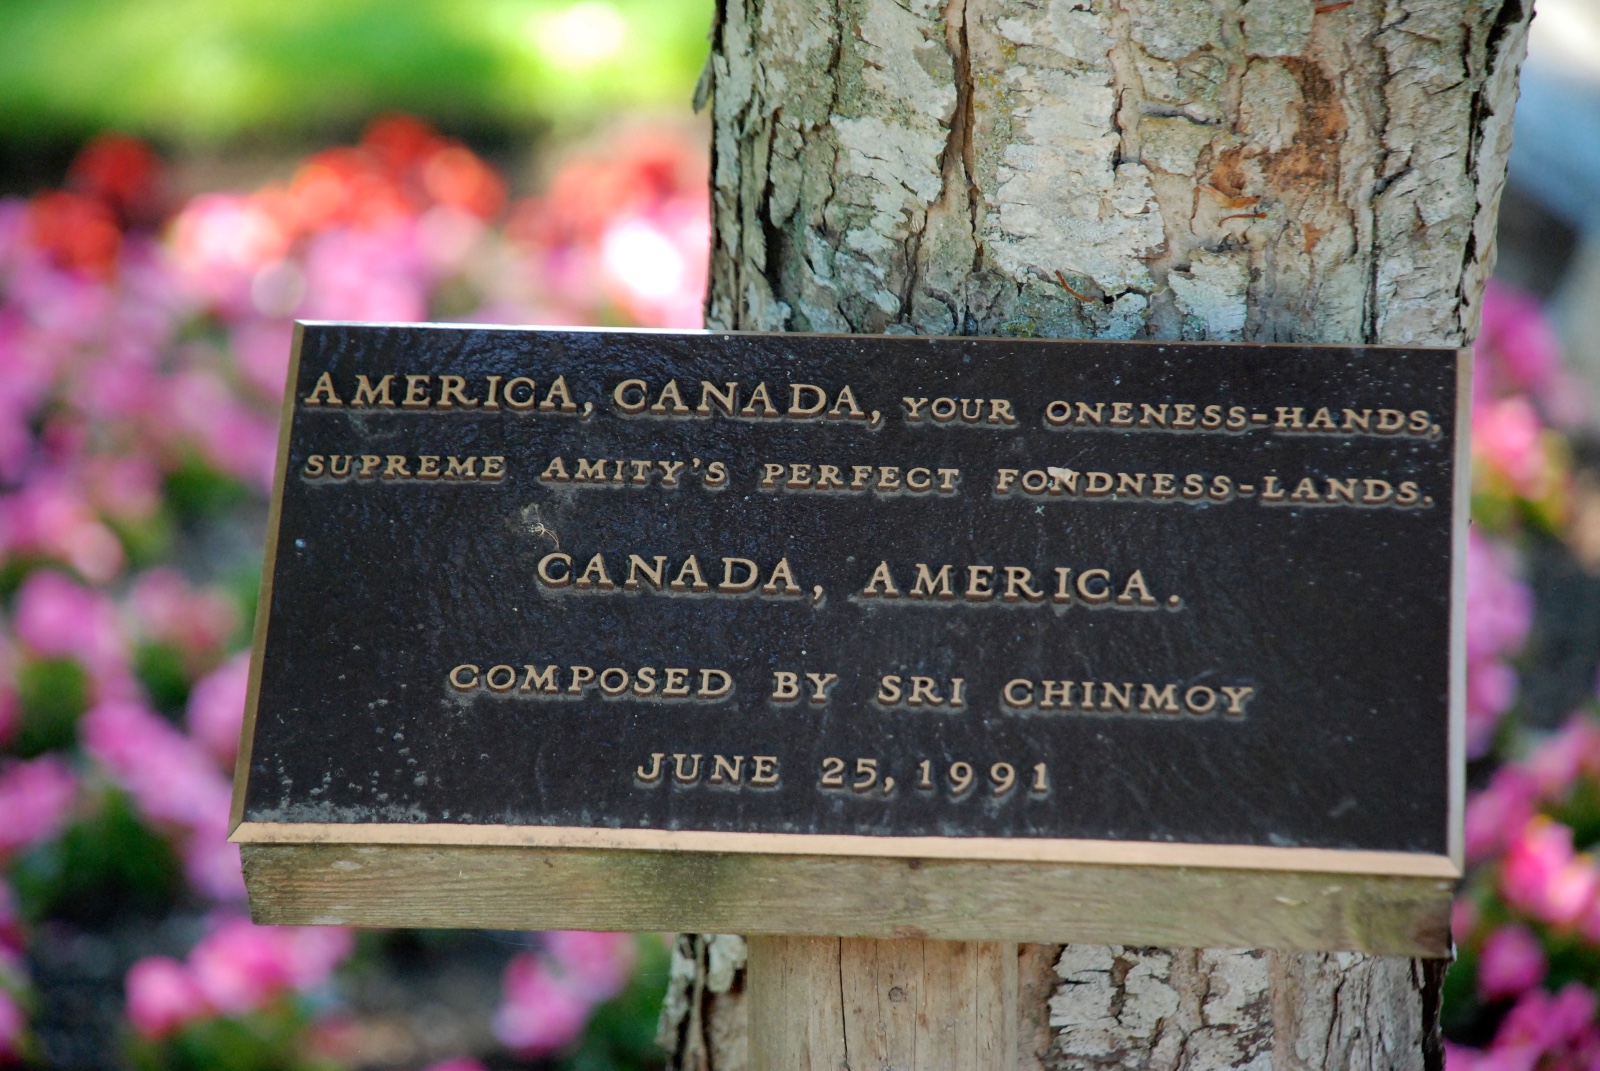 AMERICA, CANADA, YOUR ONENESS-HANDS,
SUPREME AMITY'S PERFECT FONDNESS-LANDS.
CANADA, AMERICA.
COMPOSED BY SRI CHINMOY
JUNE 25, 1991